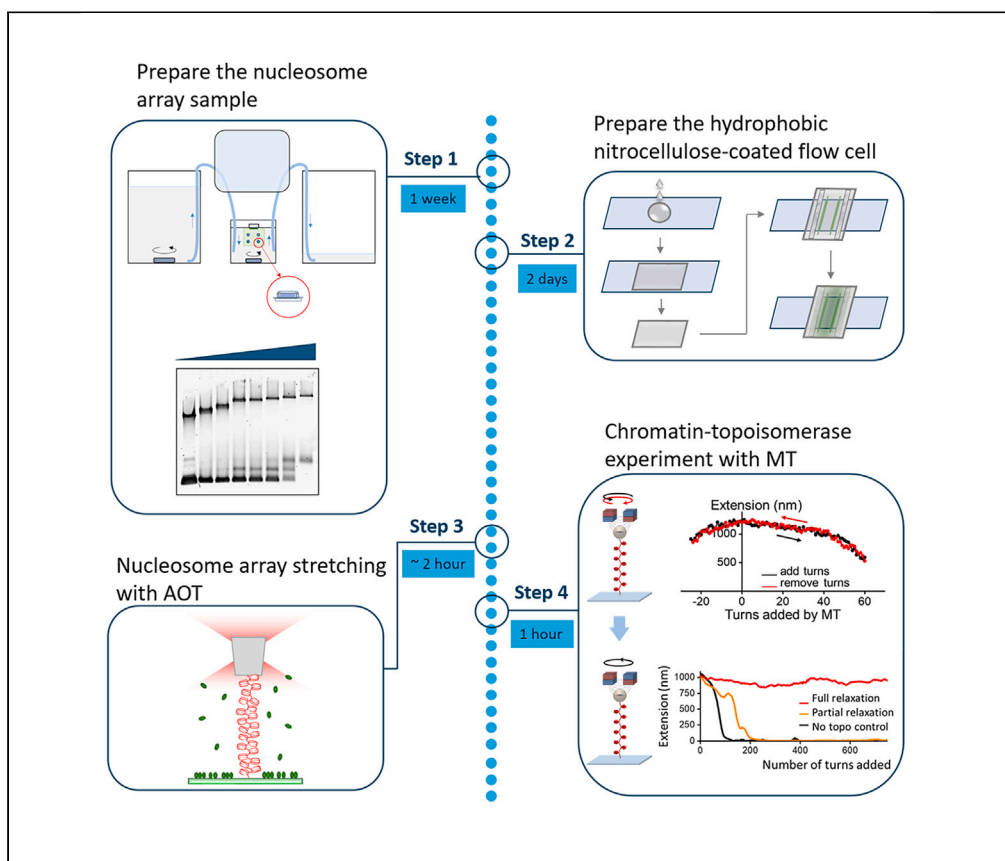 Prepare the nucleosome
array sample
Step 1
1 week
Prepare the hydrophobic
nitrocellulose-coated flow cell
Step 2
2 days
Step 3
~ 2 hour
Nucleosome array stretching
with AOT
Chromatin-topoisomerase
experiment with MT
Step 4
1 hour
Extension (nm)
1000
500
add turns
remove turns
-20 0 20 40 60
Turns added by MT
Extension (nm)
1000
750
500
250
0
Full relaxation
Partial relaxation
No topo control
0 200 400 600
Number of turns added